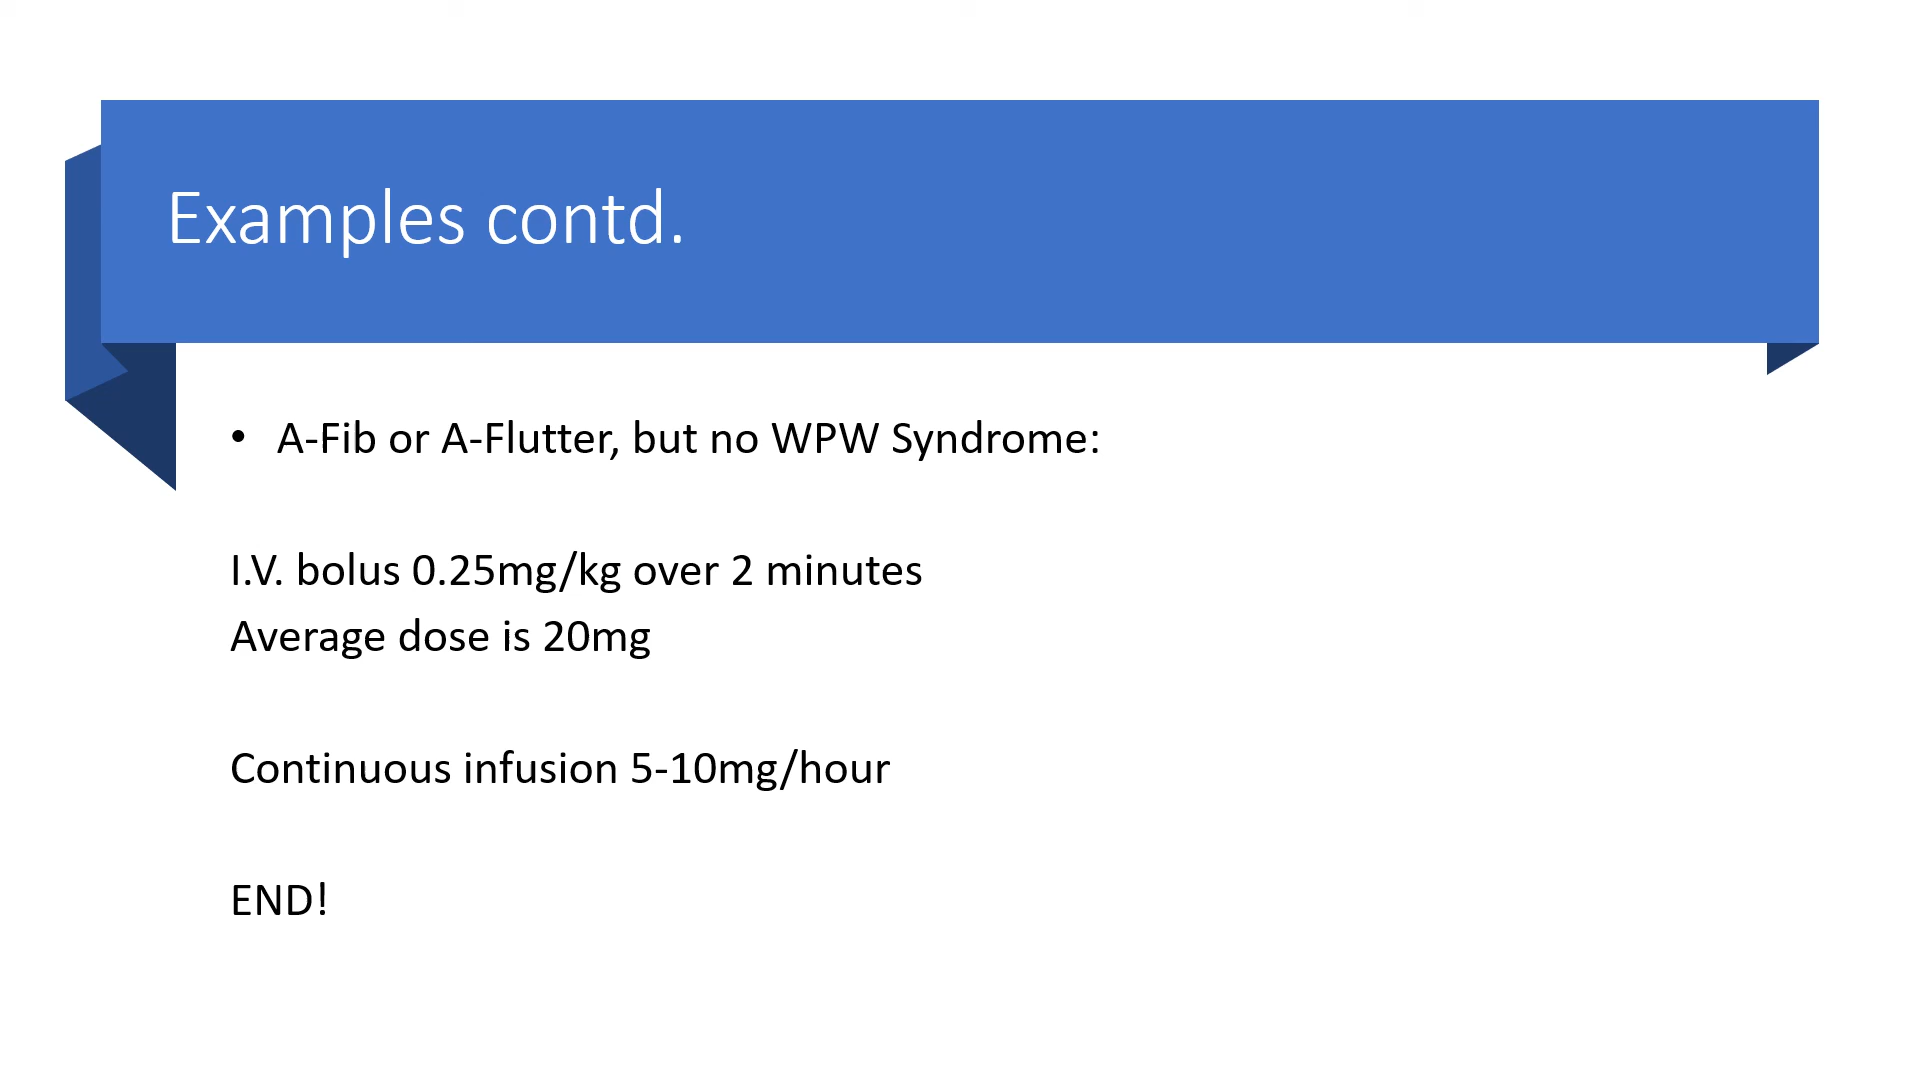 Examples contd.
• A-Fib or A-Flutter, but no WPW Syndrome:
I.V. bolus 0.25mg/kg over 2 minutes
Average dose is 20mg
Continuous infusion 5-10mg/hour
END!